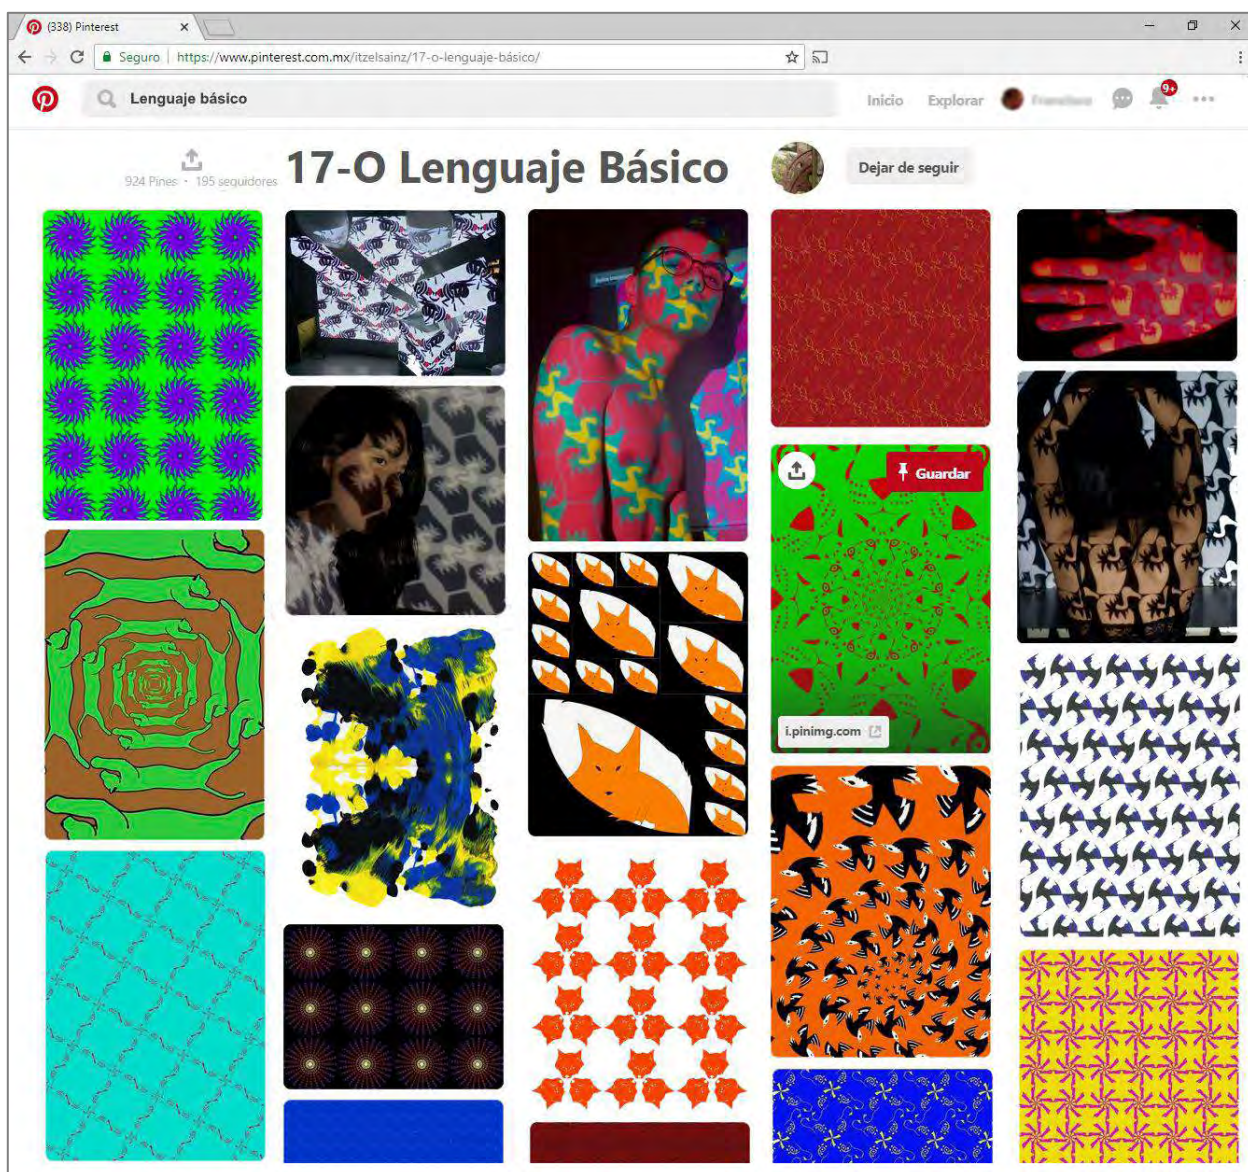 (338) Pinterest
Seguro | https://www.pinterest.com.mx/itzelsainz/17-o-lenguaje-básico/
Lenguaje básico
Inicio
Explorar
9+
924 Pines • 195 seguidores
17-O Lenguaje Básico
Dejar de seguir
Guardar
i.pinimg.com